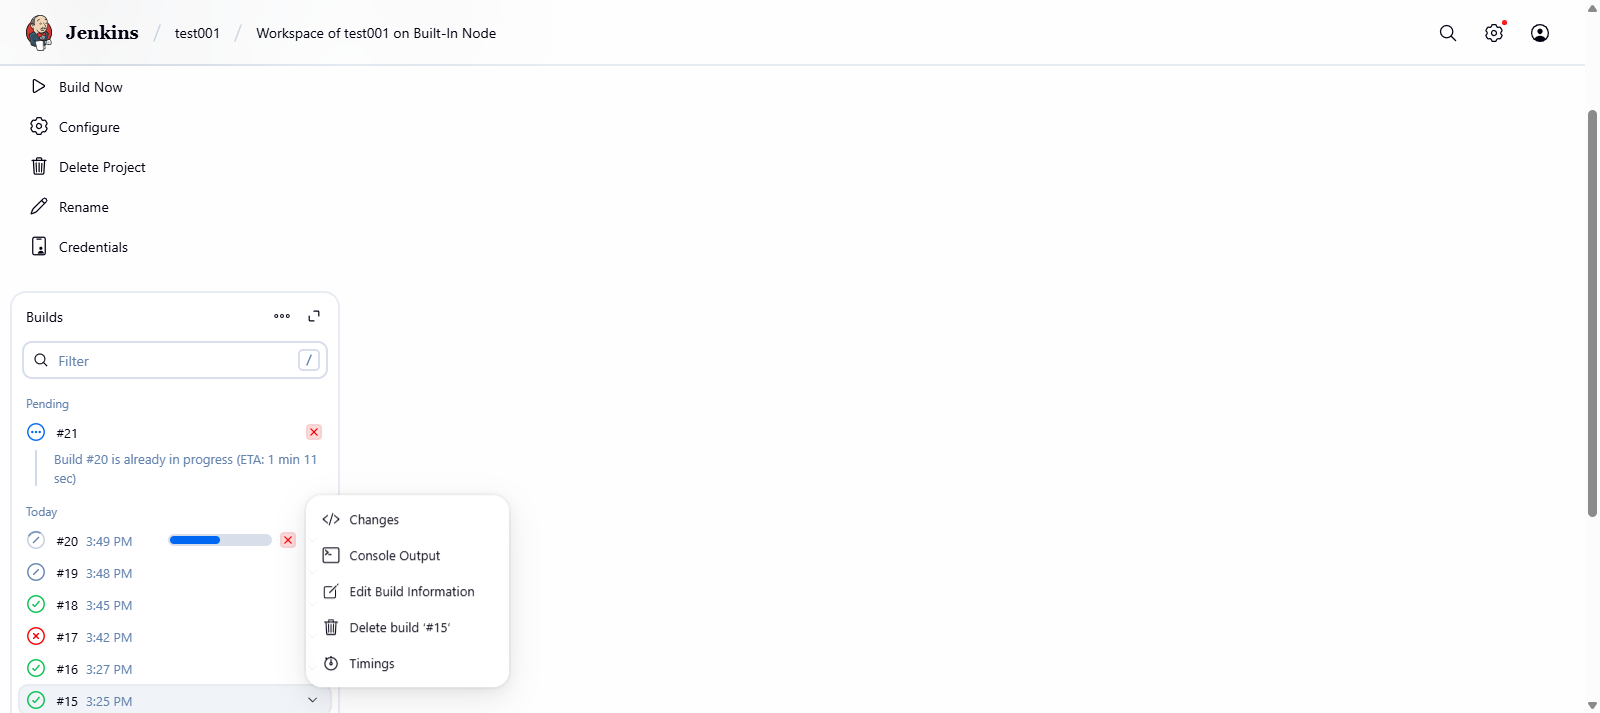 Jenkins / test001 / Workspace of test001 on Built-In Node
Build Now
Configure
Delete Project
Rename
Credentials
Builds
Filter /
Pending
#21
Build #20 is already in progress (ETA: 1 min 11
sec)
Today
#20 3:49 PM
#19 3:48 PM
#18 3:45 PM
#17 3:42 PM
#16 3:27 PM
#15 3:25 PM
Changes
Console Output
Edit Build Information
Delete build ‘#15’
Timings